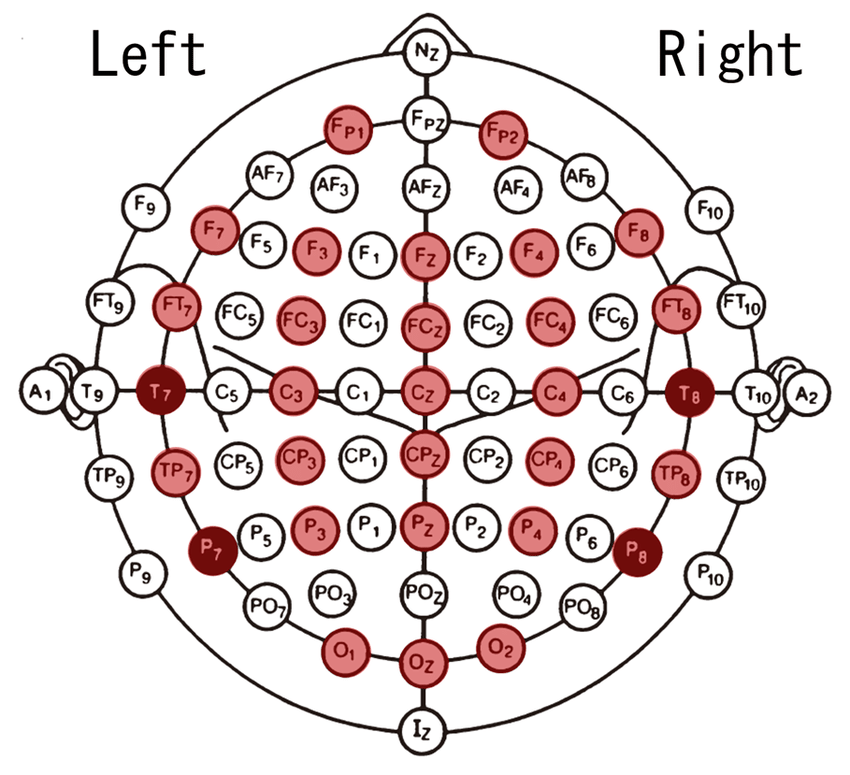 Left Right
NZ
FP1 FPZ FP2
AF7 AF3 AFZ AF4 AF8
F9 F7 F5 F3 F1 FZ F2 F4 F6 F8 F10
FT9 FT7 FC5 FC3 FC1 FCZ FC2 FC4 FC6 FT8 FT10
A1 T9 T7 C5 C3 C1 CZ C2 C4 C6 T8 T10 A2
TP9 TP7 CP5 CP3 CP1 CPZ CP2 CP4 CP6 TP8 TP10
P9 P7 P5 P3 P1 PZ P2 P4 P6 P8 P10
PO7 PO3 POZ PO4 PO8
O1 OZ O2
IZ